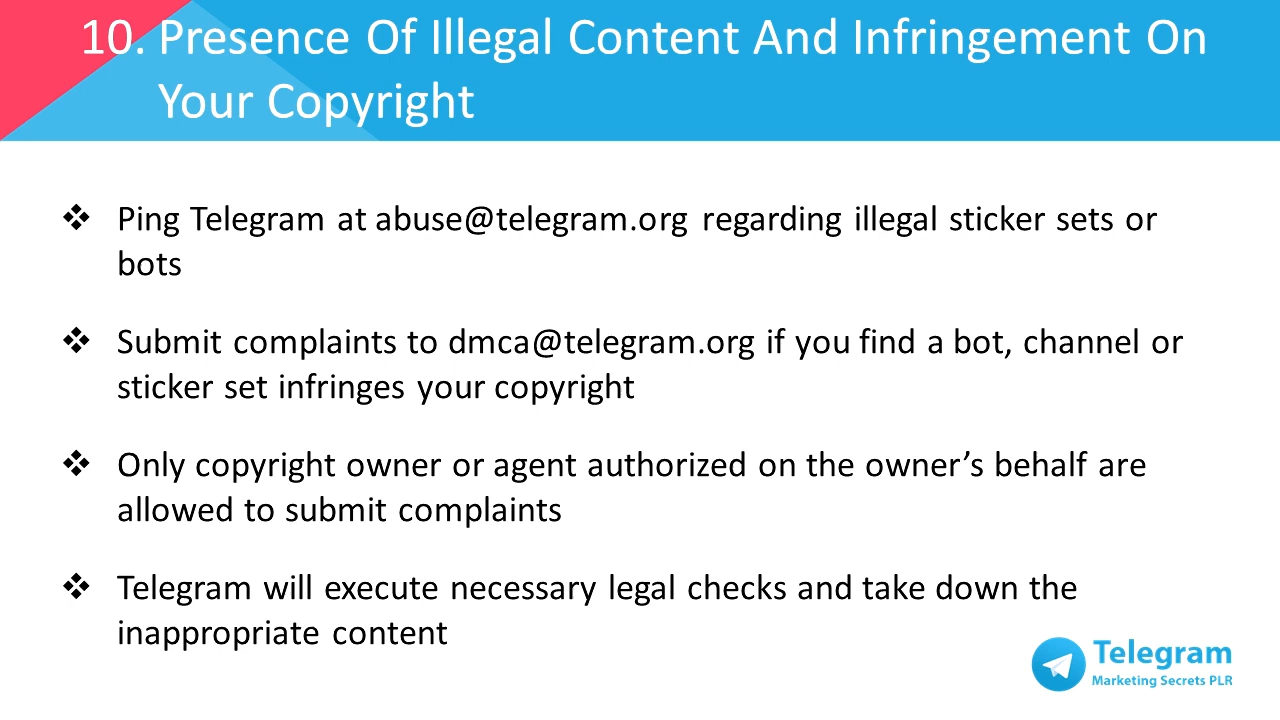 10. Presence Of Illegal Content And Infringement On
Your Copyright
❖ Ping Telegram at abuse@telegram.org regarding illegal sticker sets or
bots
❖ Submit complaints to dmca@telegram.org if you find a bot, channel or
sticker set infringes your copyright
❖ Only copyright owner or agent authorized on the owner’s behalf are
allowed to submit complaints
❖ Telegram will execute necessary legal checks and take down the
inappropriate content
Telegram
Marketing Secrets PLR